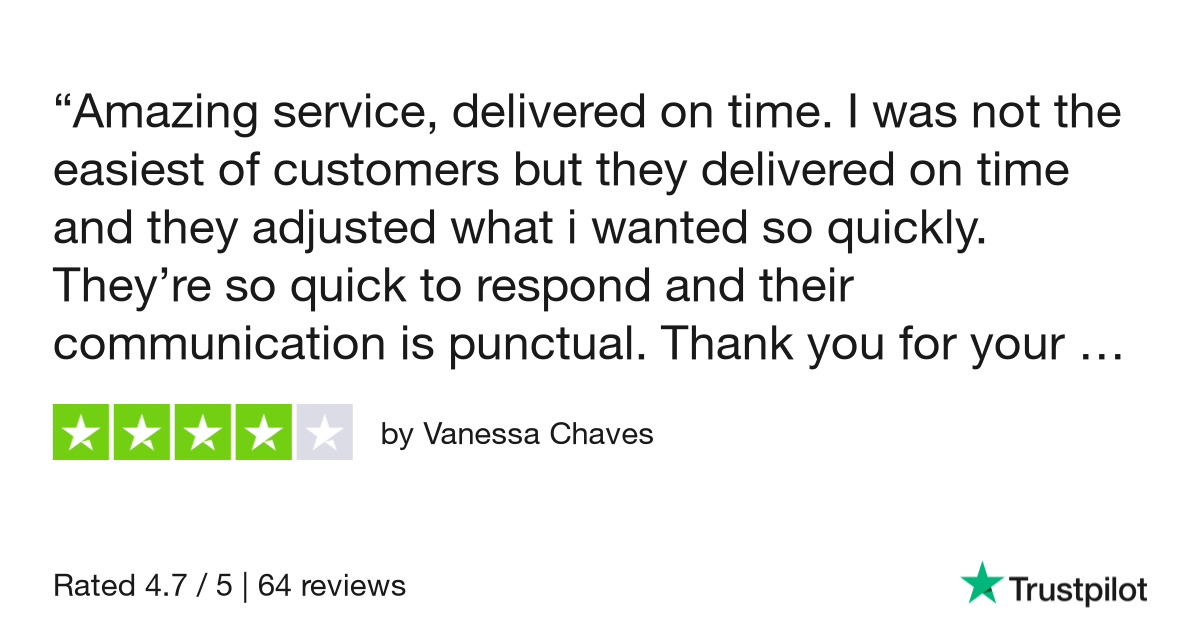 “Amazing service, delivered on time. I was not the
easiest of customers but they delivered on time
and they adjusted what i wanted so quickly.
They’re so quick to respond and their
communication is punctual. Thank you for your …
by Vanessa Chaves
Rated 4.7 / 5 | 64 reviews
Trustpilot